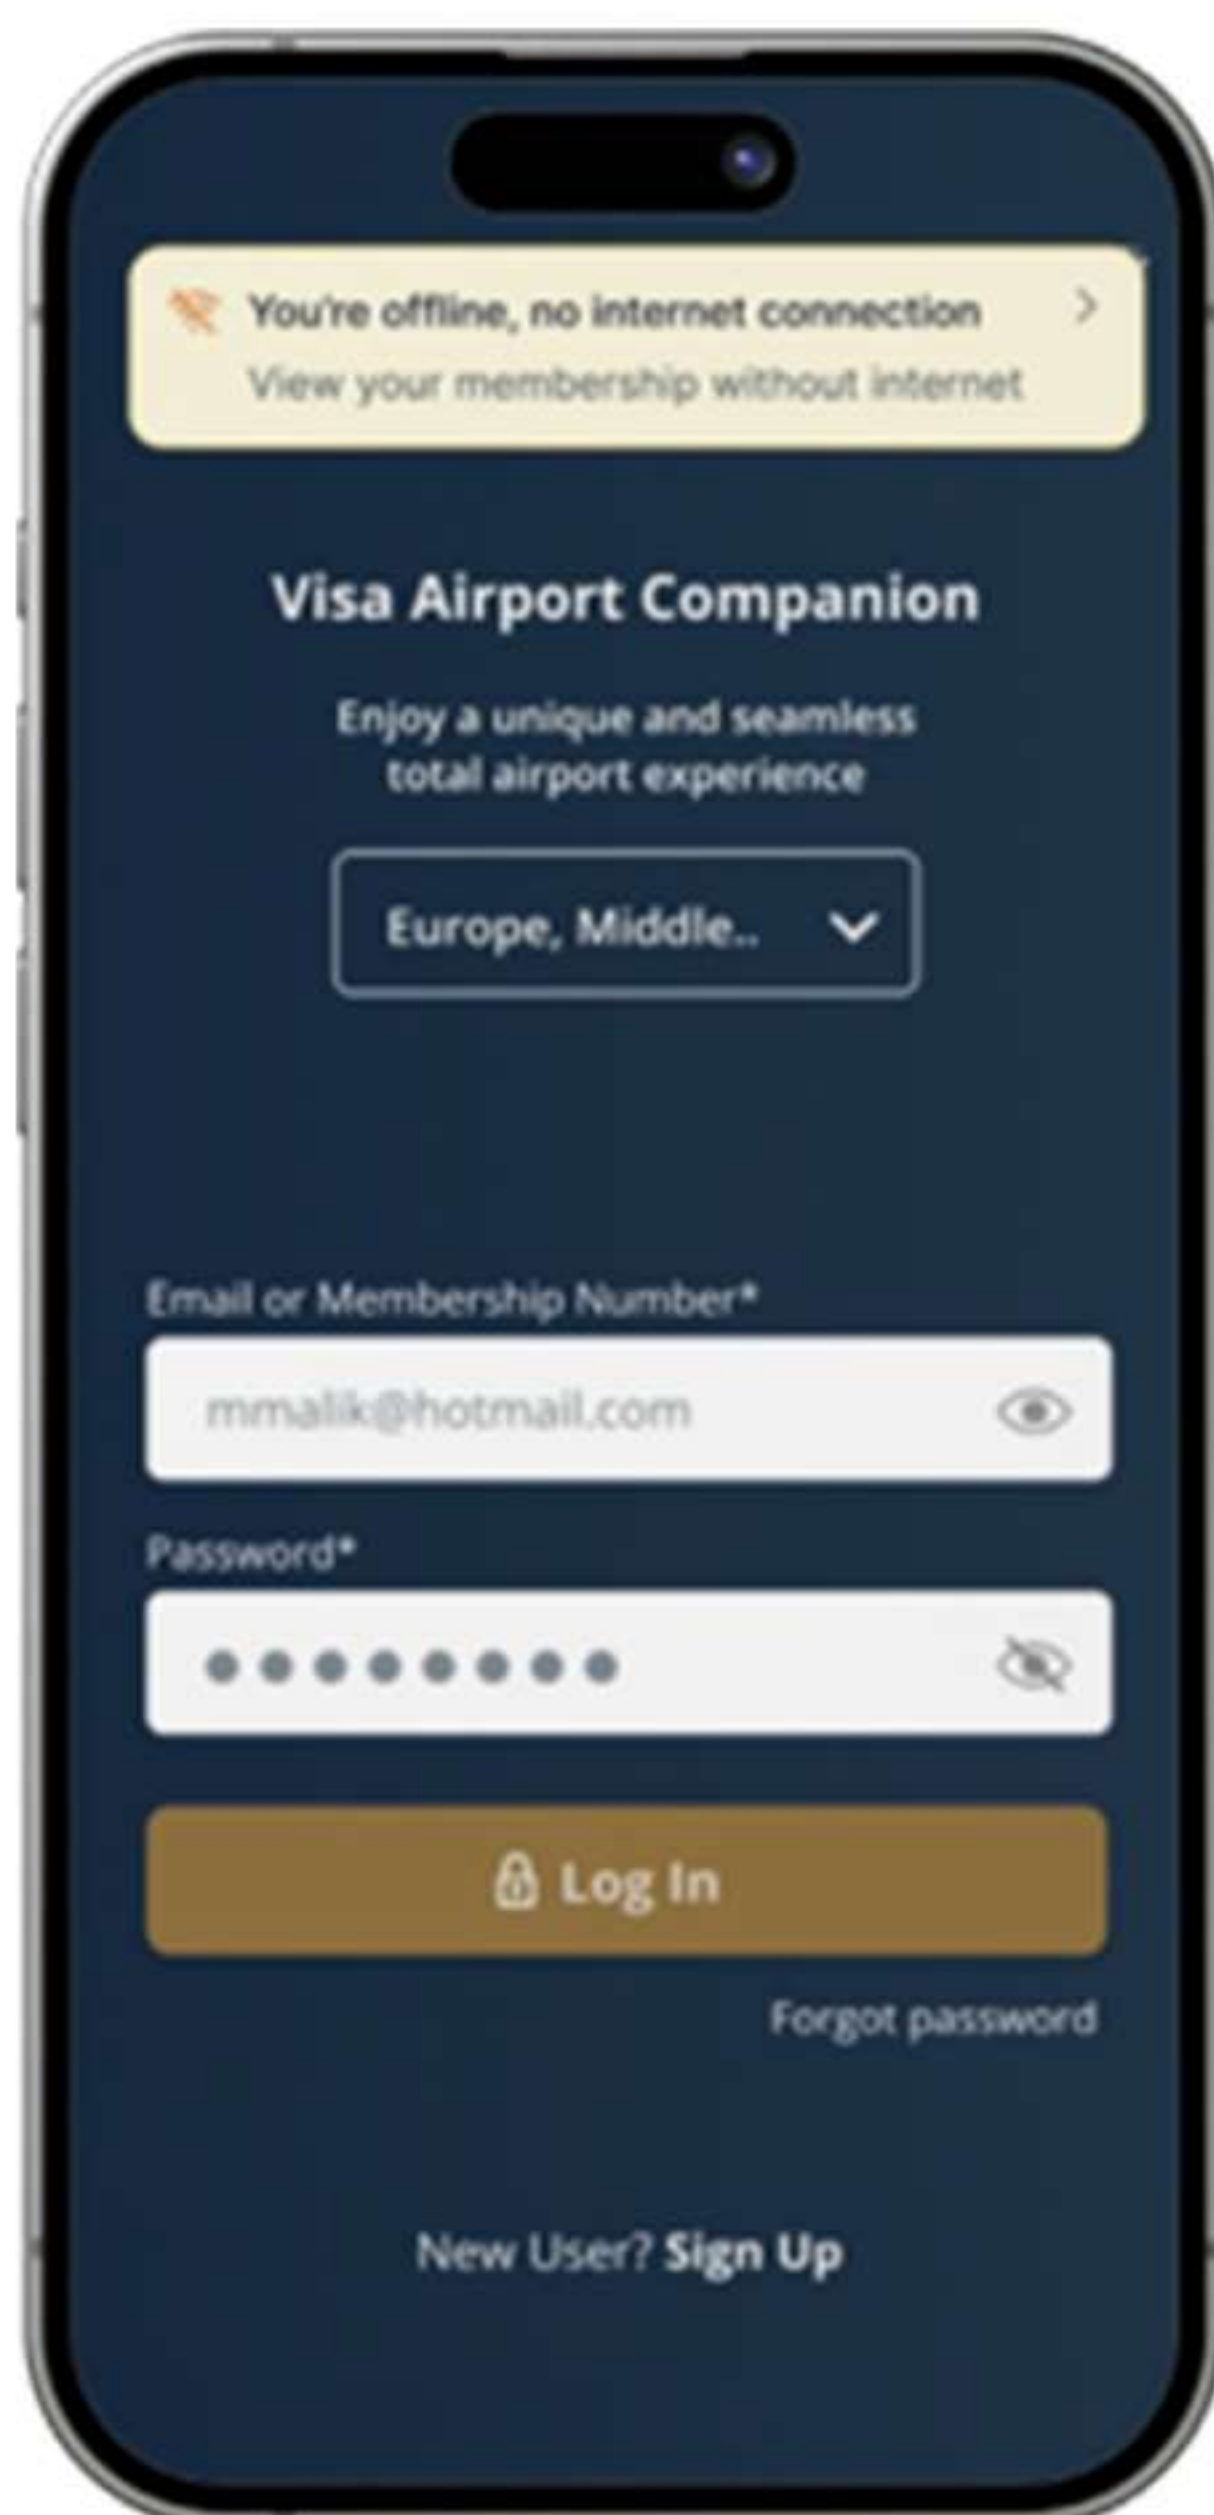 You're offline, no internet connection
View your membership without internet
Visa Airport Companion
Enjoy a unique and seamless
total airport experience
Europe, Middle..
Email or Membership Number*
mmalik@hotmail.com
Password*
Log In
Forgot password
New User? Sign Up